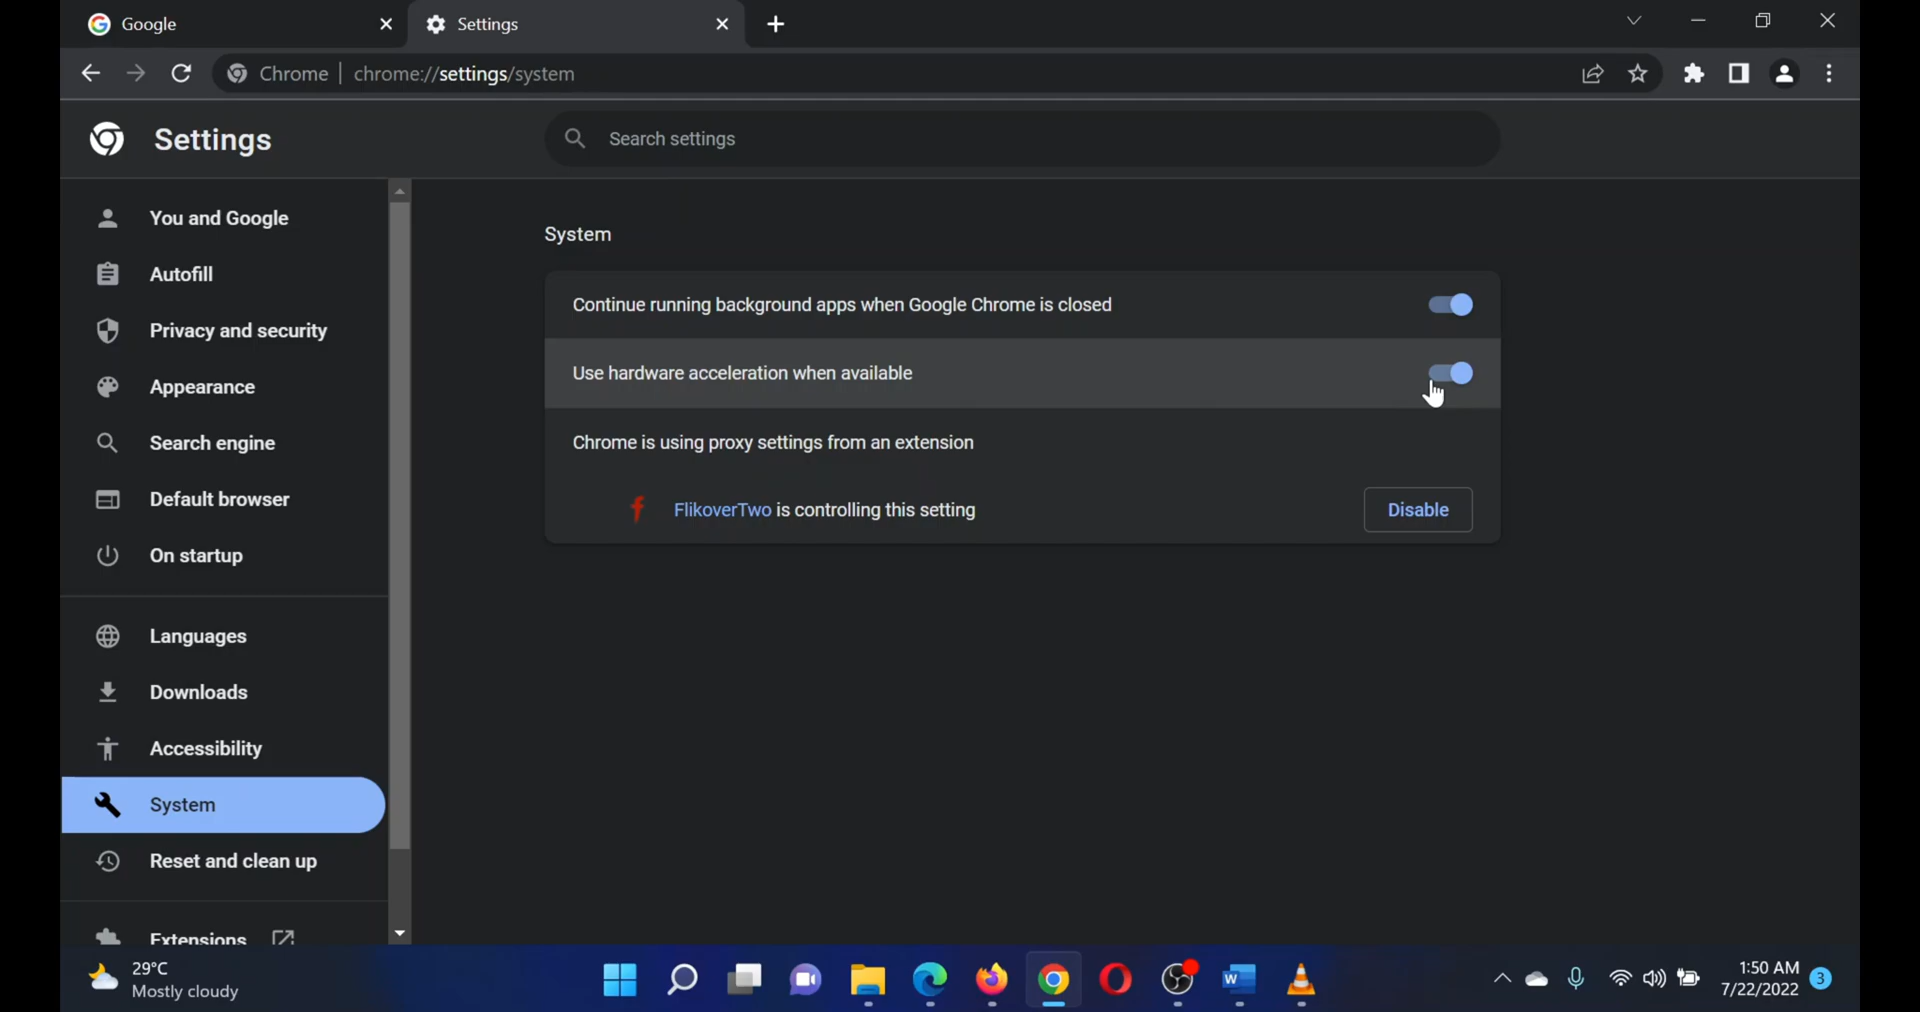 Google
Settings
Chrome | chrome://settings/system
Settings
Search settings
You and Google
Autofill
Privacy and security
Appearance
Search engine
Default browser
On startup
Languages
Downloads
Accessibility
System
Reset and clean up
Extensions
System
Continue running background apps when Google Chrome is closed
Use hardware acceleration when available
Chrome is using proxy settings from an extension
f FlikoverTwo is controlling this setting
Disable
29°C
Mostly cloudy
W
1:50 AM
7/22/2022
3